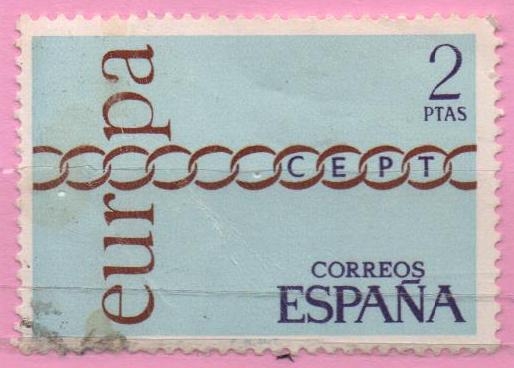 europa
2
PTAS
CEPT
CORREOS
ESPAÑA